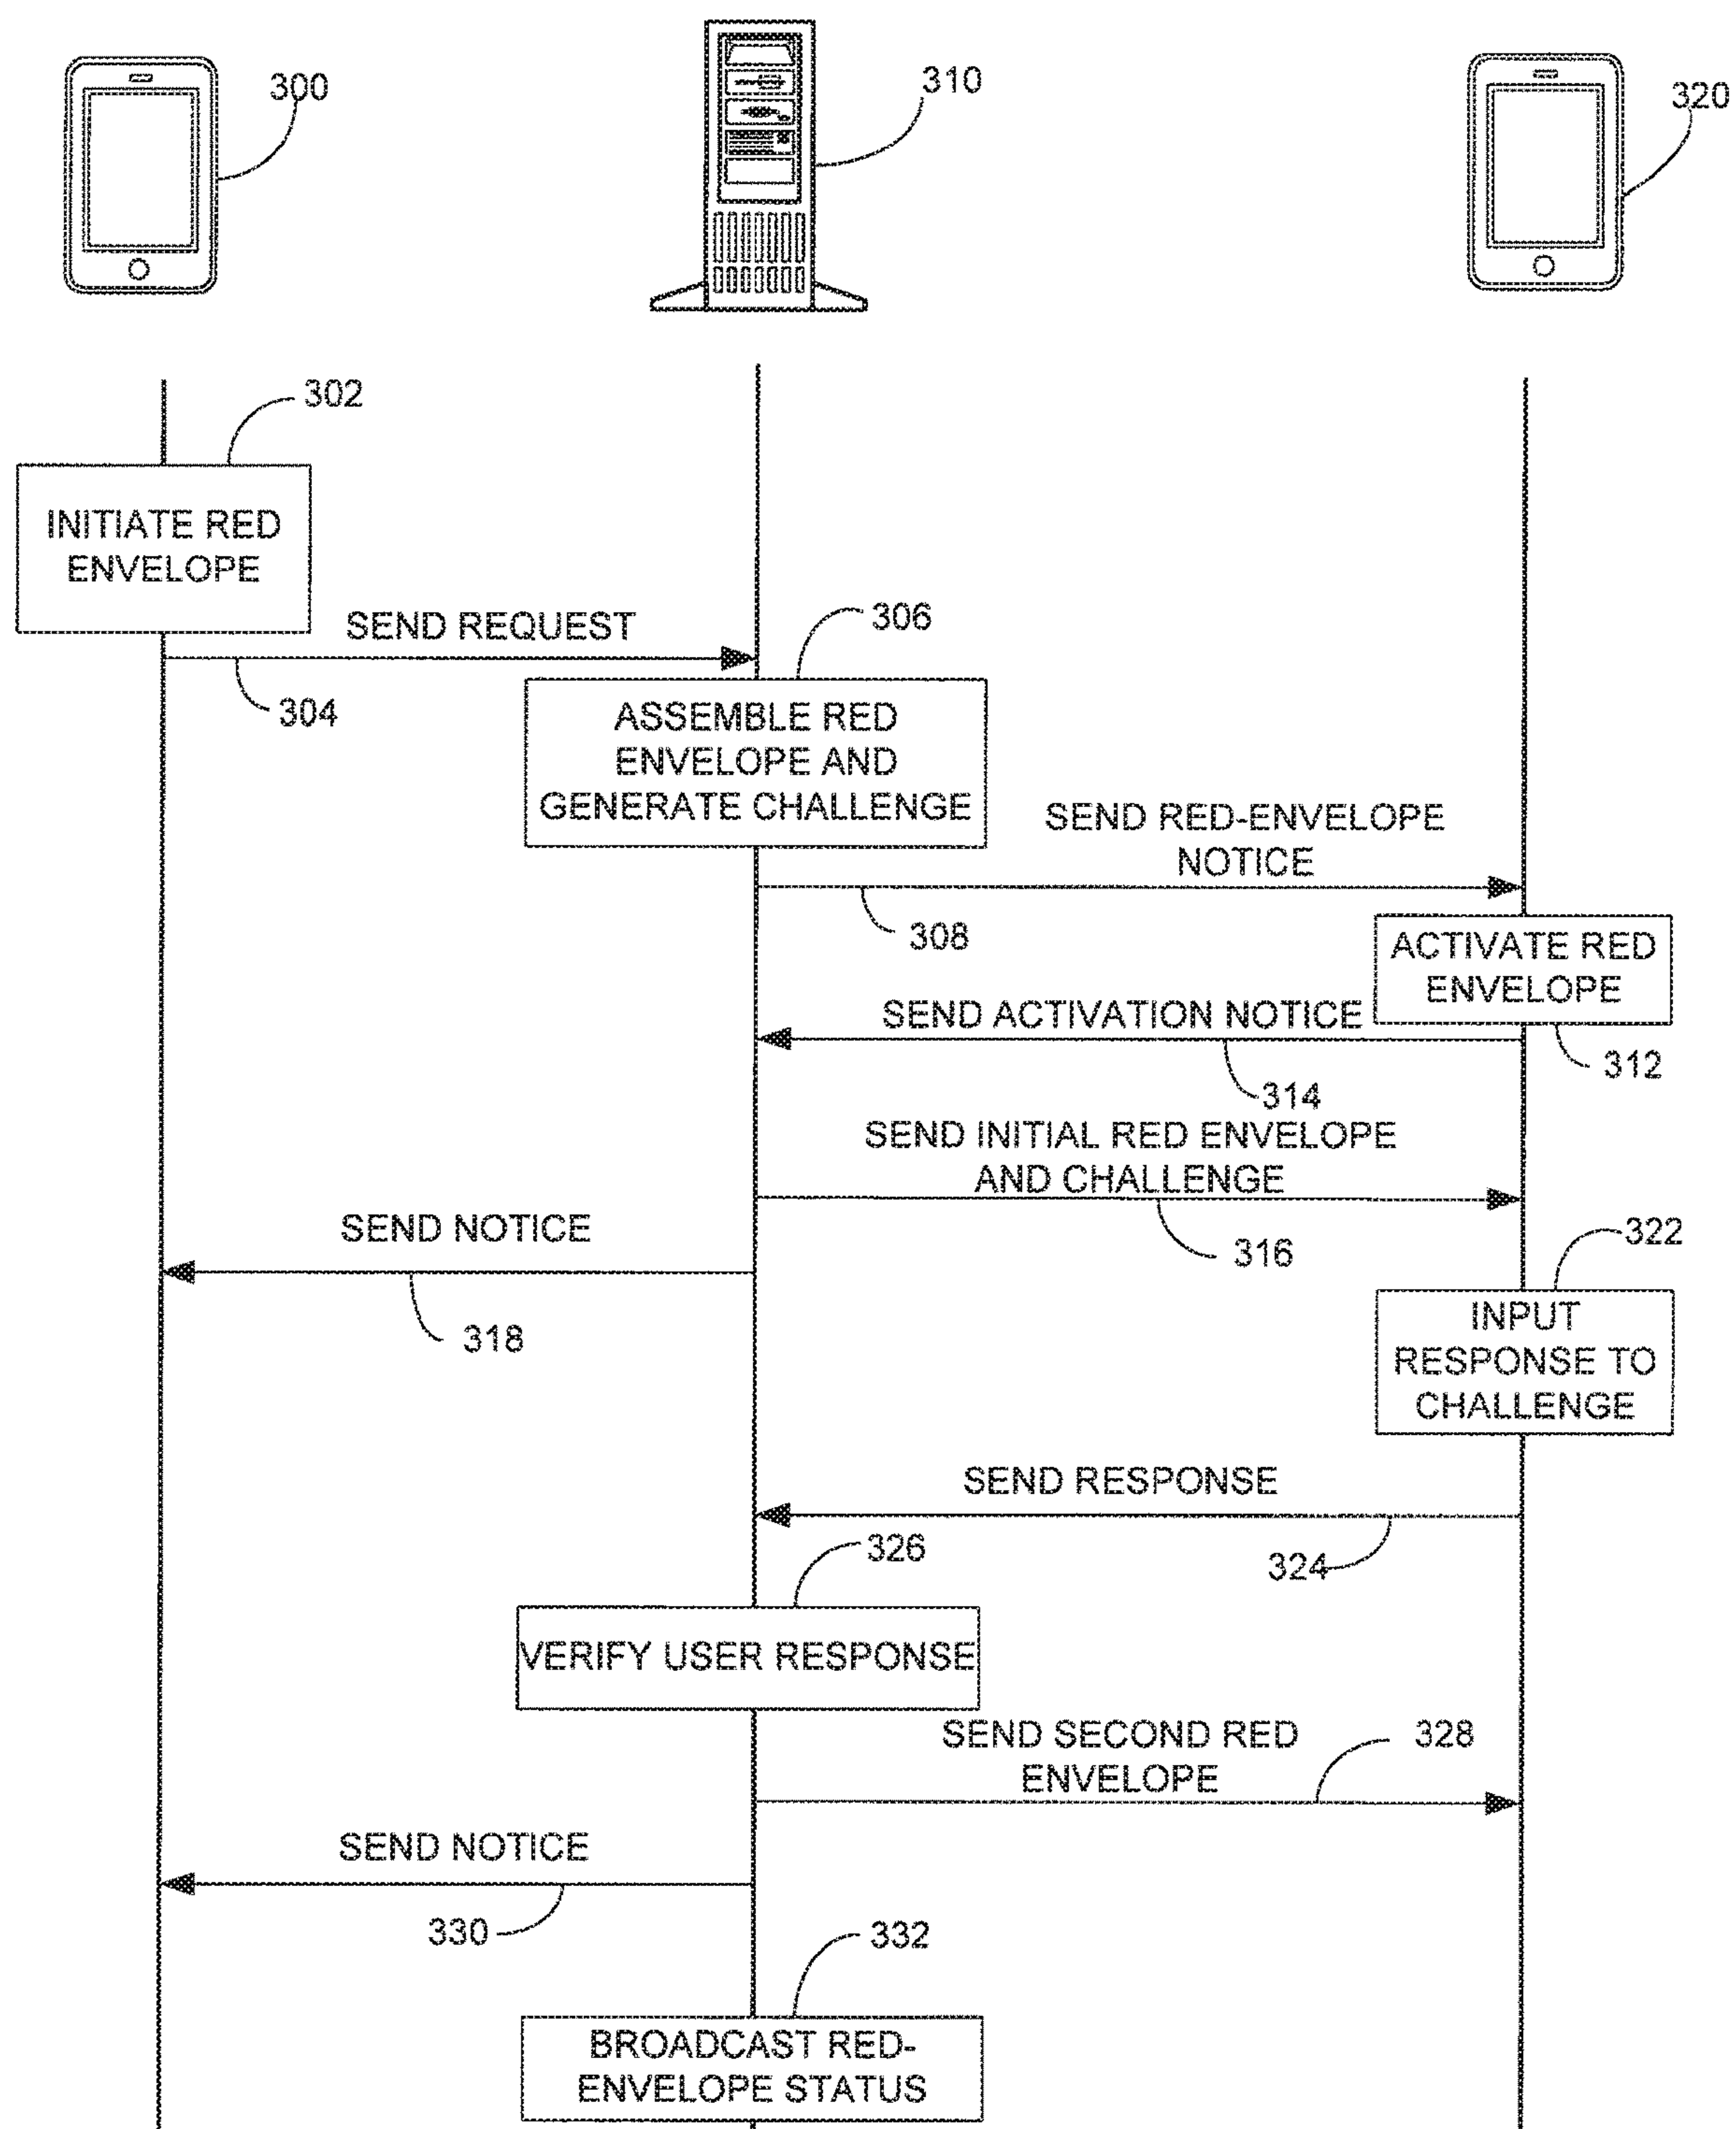 300
310
320
302
INITIATE RED
ENVELOPE
SEND REQUEST
304
306
ASSEMBLE RED
ENVELOPE AND
GENERATE CHALLENGE
SEND RED-ENVELOPE
NOTICE
308
ACTIVATE RED
ENVELOPE
312
SEND ACTIVATION NOTICE
314
SEND INITIAL RED ENVELOPE
AND CHALLENGE
316
SEND NOTICE
318
322
INPUT
RESPONSE TO
CHALLENGE
SEND RESPONSE
324
326
VERIFY USER RESPONSE
SEND SECOND RED
ENVELOPE
328
SEND NOTICE
330
332
BROADCAST RED-
ENVELOPE STATUS